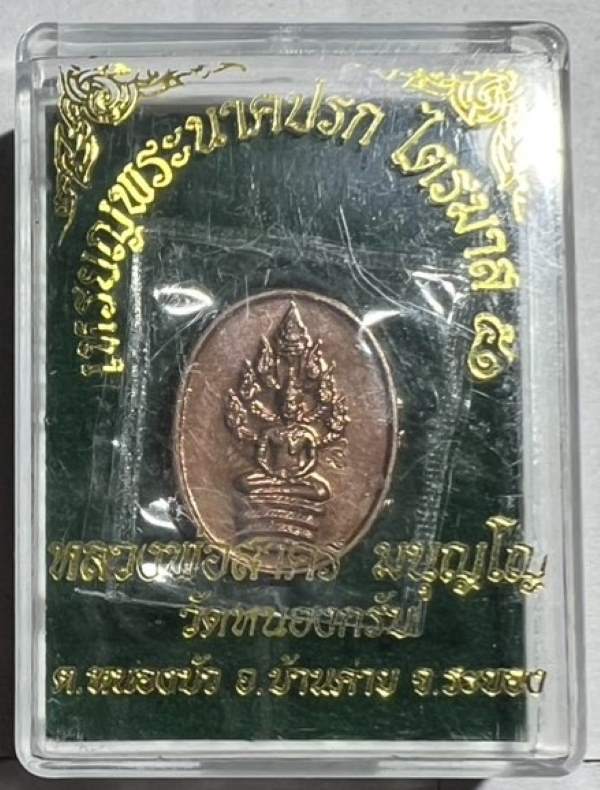 เหรียญพระนาคปรก ไตรมาส ๕๑
หลวงพ่อสาคร มนุญฺโญ
วัดหนองกรับ
ต.หนองบัว อ.บ้านค่าย จ.ระยอง